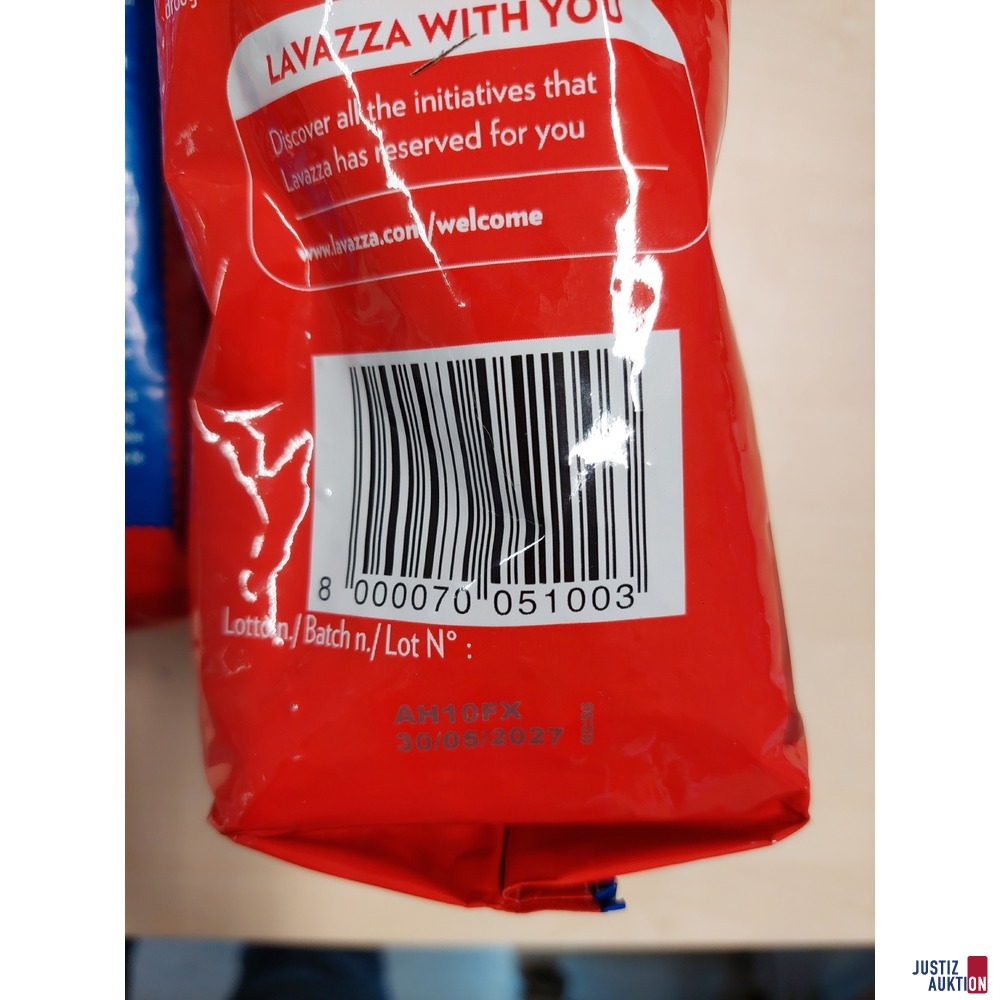 LAVAZZA WITH YOU
Discover all the initiatives that
Lavazza has reserved for you
www.lavazza.com/welcome
8 000070 051003
Lotto n./ Batch n./ Lot N° :
AH10FX
30/05/2027
JUSTIZ
AUKTION